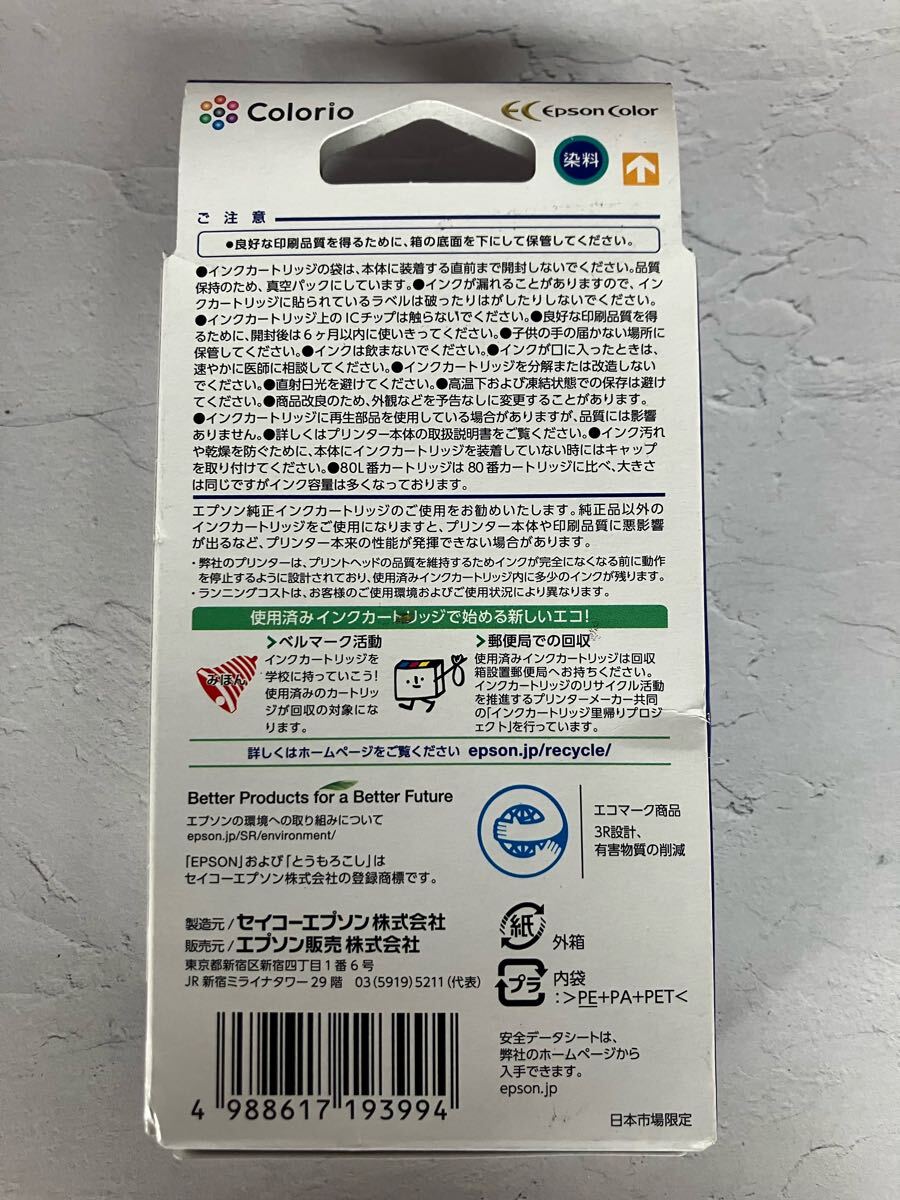 Colorio
EC EPSON COLOR
染料
ご注意
●良好な印刷品質を得るために、箱の底面を下にして保管してください。
●インクカートリッジの袋は、本体に装着する直前まで開封しないでください。品質
保持のため、真空パックにしています。●インクが漏れることがありますので、イン
クカートリッジに貼られているラベルは破ったりはがしたりしないでください。
●インクカートリッジ上のICチップは触らないでください。●良好な印刷品質を得
るために、開封後は6ヶ月以内に使いきってください。●子供の手の届かない場所に
保管してください。●インクは飲まないでください。●インクが口に入ったときは、
速やかに医師に相談してください。●インクカートリッジを分解または改造しない
でください。●直射日光を避けてください。●高温下および凍結状態での保存は避け
てください。●商品改良のため、外観などを予告なしに変更することがあります。
●インクカートリッジに再生部品を使用している場合がありますが、品質には影響
ありません。●詳しくはプリンター本体の取扱説明書をご覧ください。●インク汚れ
や乾燥を防ぐために、本体にインクカートリッジを装着していない時にはキャップ
を取り付けてください。●80L番カートリッジは80番カートリッジに比べ、大きさ
は同じですがインク容量は多くなっております。
エプソン純正インクカートリッジのご使用をお勧めいたします。純正品以外の
インクカートリッジをご使用になりますと、プリンター本体や印刷品質に悪影響
が出るなど、プリンター本来の性能が発揮できない場合があります。
・弊社のプリンターは、プリントヘッドの品質を維持するためインクが完全になくなる前に動作
を停止するように設計されており、使用済みインクカートリッジ内に多少のインクが残ります。
・ランニングコストは、お客様のご使用環境およびご使用状況により異なります。
使用済みインクカートリッジで始める新しいエコ!
>ベルマーク活動
みほん
インクカートリッジを
学校に持っていこう!
使用済みのカートリッ
ジが回収の対象にな
ります。
>郵便局での回収
使用済みインクカートリッジは回収
箱設置郵便局へお持ちください。
インクカートリッジのリサイクル活動
を推進するプリンターメーカー共同
の「インクカートリッジ里帰りプロジ
ェクト」を行っています。
詳しくはホームページをご覧ください epson.jp/recycle/
Better Products for a Better Future
エプソンの環境への取り組みについて
epson.jp/SR/environment/
「EPSON」および「とうもろこし」は
セイコーエプソン株式会社の登録商標です。
エコマーク商品
3R設計、
有害物質の削減
製造元/セイコーエプソン株式会社
販売元/エプソン販売株式会社
東京都新宿区新宿四丁目1番6号
JR新宿ミライナタワー29階 03(5919)5211(代表)
紙 外箱
プラ 内袋
:>PE+PA+PET<
安全データシートは、
弊社のホームページから
入手できます。
epson.jp
4 988617 193994
日本市場限定